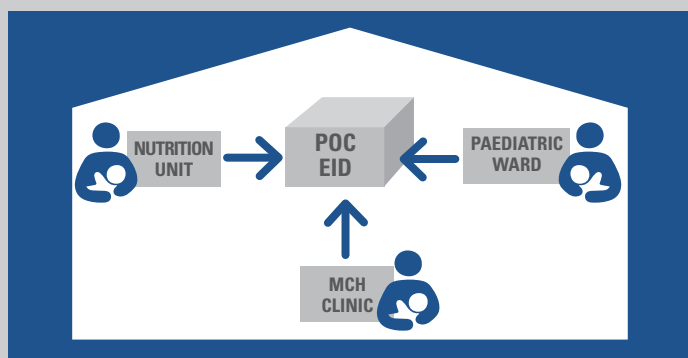 NUTRITION
UNIT
POC
EID
PAEDIATRIC
WARD
MCH
CLINIC